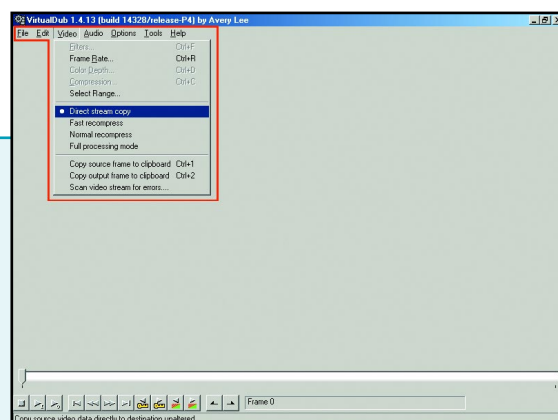 VirtualDub 1.4.13 (build 14328/release-P4) by Avery Lee
File Edit Video Audio Options Tools Help
Filters... Ctrl+F
Frame Rate... Ctrl+R
Color Depth... Ctrl+D
Compression... Ctrl+C
Select Range...
Direct stream copy
Fast recompress
Normal recompress
Full processing mode
Copy source frame to clipboard Ctrl+1
Copy output frame to clipboard Ctrl+2
Scan video stream for errors....
Frame 0
Copy source video data directly to destination unaltered